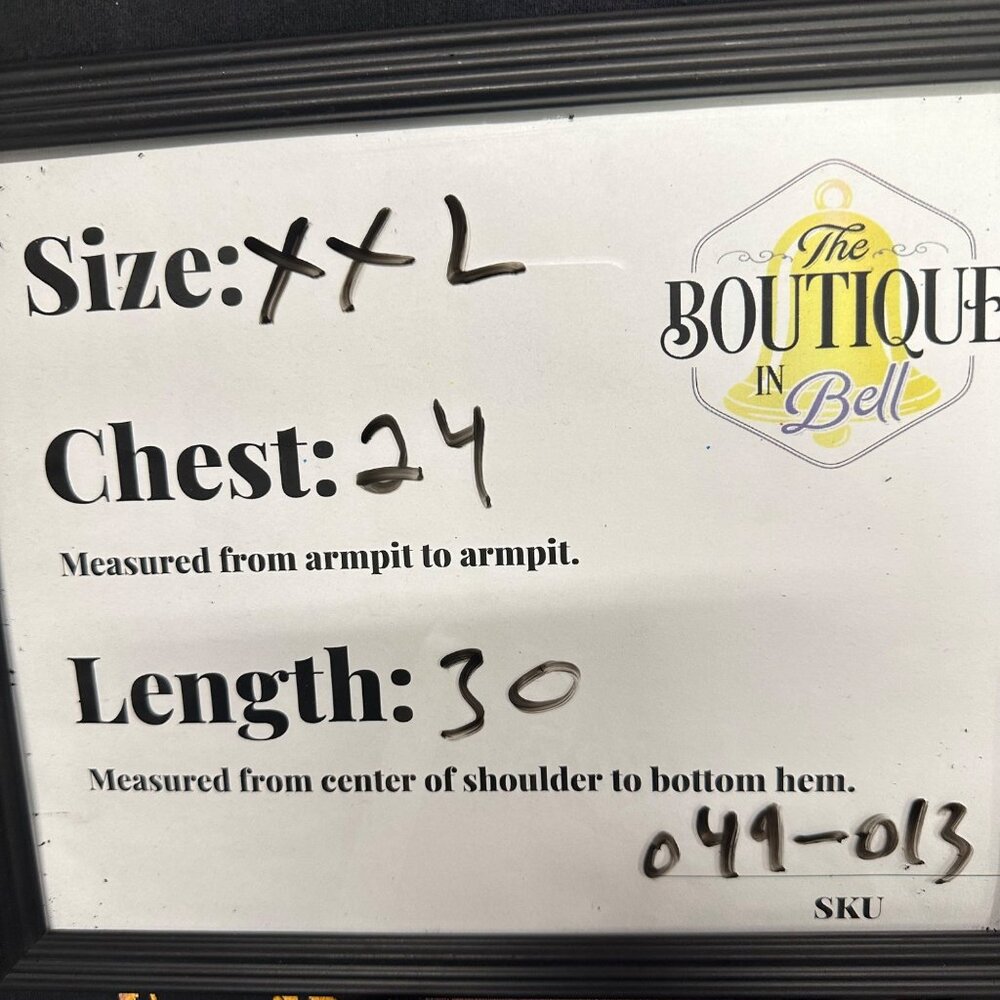 Size: XXL
The
BOUTIQUE
IN Bell
Chest: 24
Measured from armpit to armpit.
Length: 30
Measured from center of shoulder to bottom hem.
049-013
SKU